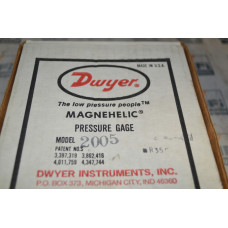 MADE IN U.S.A.
Dwyer®
The low pressure people™
MAGNEHELIC®
PRESSURE GAGE
MODEL 2005
PATENT NO.S
3,397,319 3,862,416
4,011,759 4,347,744
DWYER INSTRUMENTS, INC.
P.O. BOX 373, MICHIGAN CITY, IND 46360